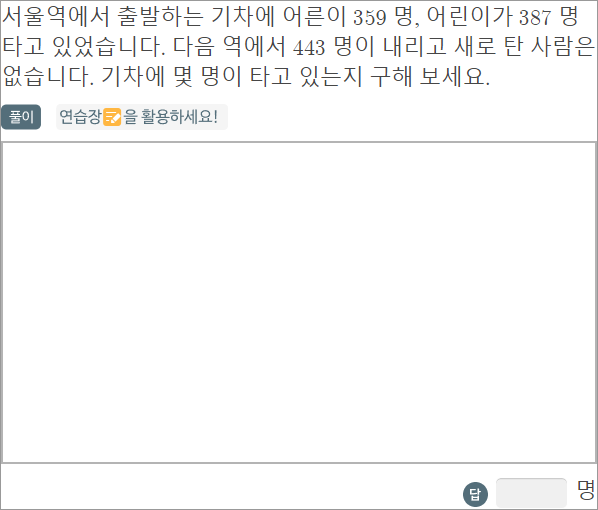 서울역에서 출발하는 기차에 어른이 359 명, 어린이가 387 명
타고 있었습니다. 다음 역에서 443 명이 내리고 새로 탄 사람은
없습니다. 기차에 몇 명이 타고 있는지 구해 보세요.
풀이 연습장을 활용하세요!
답 명